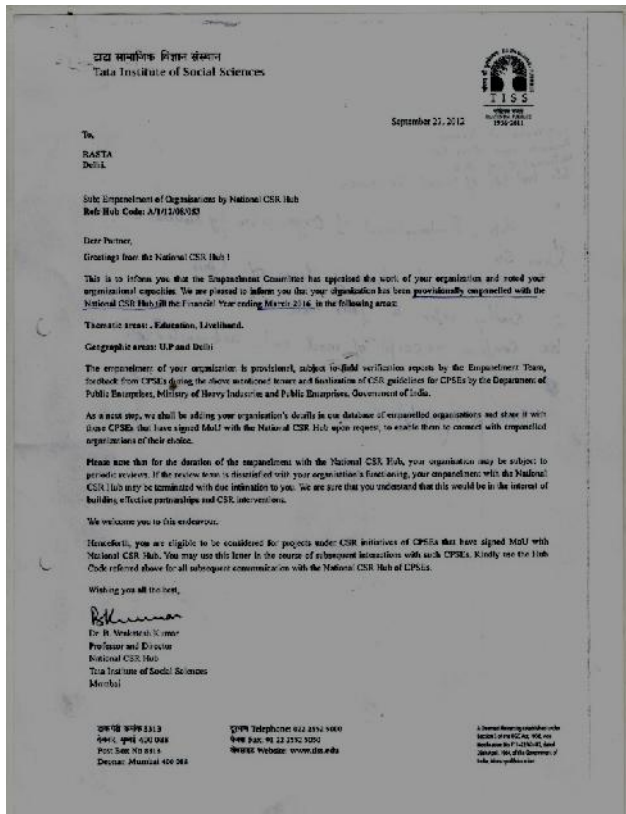 टाटा सामाजिक विज्ञान संस्थान
Tata Institute of Social Sciences
TISS
1936-2011
September 25, 2012
To,
RASTA
Delhi.
Sub: Empanelment of Organisations by National CSR Hub
Ref: Hub Code: A/1/12/08/083
Dear Partner,
Greetings from the National CSR Hub !
This is to inform you that the Empanelment Committee has appraised the work of your organization and noted your
organizational capacities. We are pleased to inform you that your organization has been provisionally empanelled with the
National CSR Hub till the Financial Year ending March 2016 in the following areas:
Thematic areas: . Education, Livelihood.
Geographic areas: U.P and Delhi
The empanelment of your organisation is provisional, subject to field verification reports by the Empanelment Team,
feedback from CPSEs during the above mentioned tenure and finalization of CSR guidelines for CPSEs by the Department of
Public Enterprises, Ministry of Heavy Industries and Public Enterprises, Government of India.
As a next step, we shall be adding your organization's details in our database of empanelled organisations and share it with
those CPSEs that have signed MoU with the National CSR Hub upon request, to enable them to connect with empanelled
organizations of their choice.
Please note that for the duration of the empanelment with the National CSR Hub, your organisation may be subject to
periodic reviews. If the review team is dissatisfied with your organisation's functioning, your empanelment with the National
CSR Hub may be terminated with due intimation to you. We are sure that you understand that this would be in the interest of
building effective partnerships and CSR interventions.
We welcome you to this endeavour.
Henceforth, you are eligible to be considered for projects under CSR initiatives of CPSEs that have signed MoU with
National CSR Hub. You may use this letter in the course of subsequent interactions with such CPSEs. Kindly use the Hub
Code referred above for all subsequent communication with the National CSR Hub of CPSEs.
Wishing you all the best,
Dr. B. Venkatesh Kumar
Professor and Director
National CSR Hub
Tata Institute of Social Sciences
Mumbai
Post Box No 8313
Deonar, Mumbai 400 088
दूरभाष Telephone: 022 2552 5000
फैक्स Fax: 91 22 2552 5050
वेबसाइट Website: www.tiss.edu